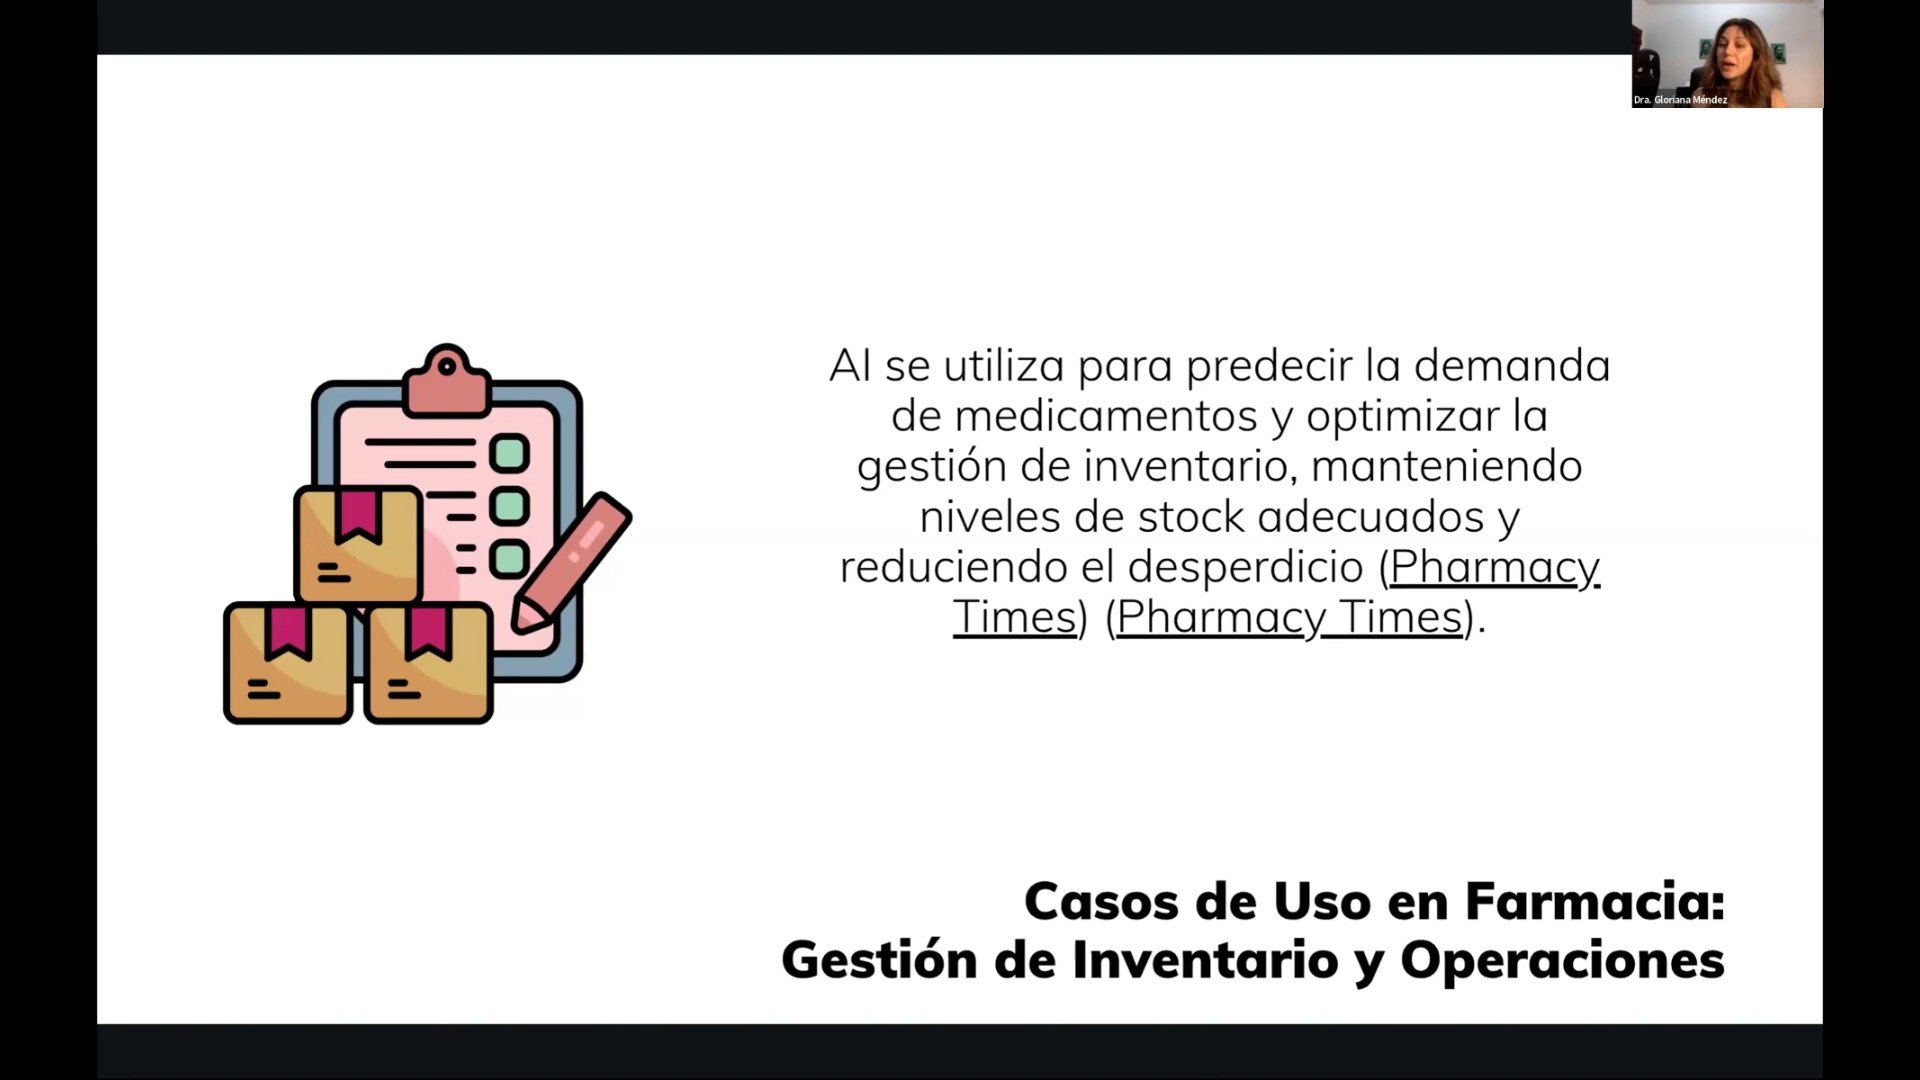 Dra. Gloriana Méndez
AI se utiliza para predecir la demanda
de medicamentos y optimizar la
gestión de inventario, manteniendo
niveles de stock adecuados y
reduciendo el desperdicio (Pharmacy
Times) (Pharmacy Times).
Casos de Uso en Farmacia:
Gestión de Inventario y Operaciones